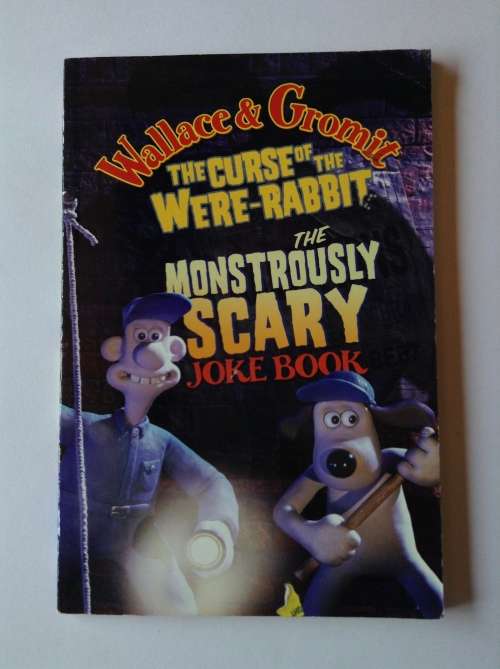 Wallace & Gromit
THE CURSE OF THE
WERE-RABBIT
THE
MONSTROUSLY
SCARY
JOKE BOOK